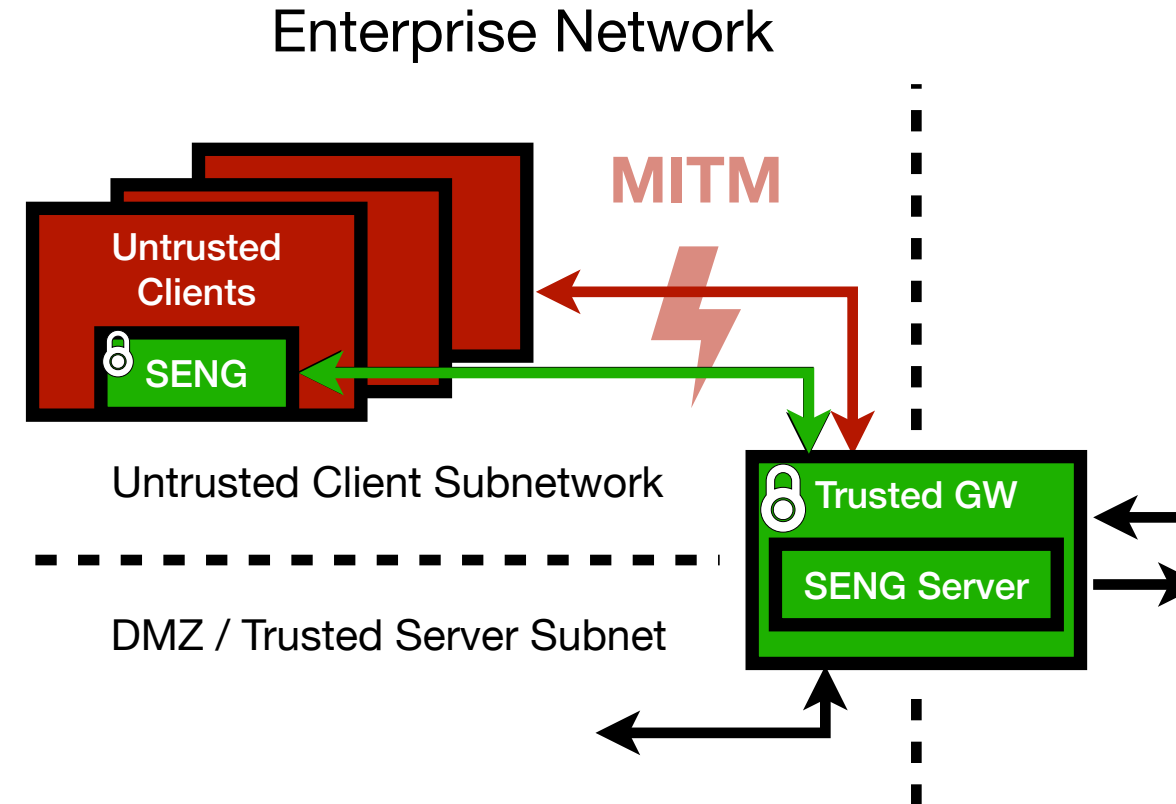 Enterprise Network
MITM
Untrusted
Clients
SENG
Untrusted Client Subnetwork
Trusted GW
SENG Server
DMZ / Trusted Server Subnet